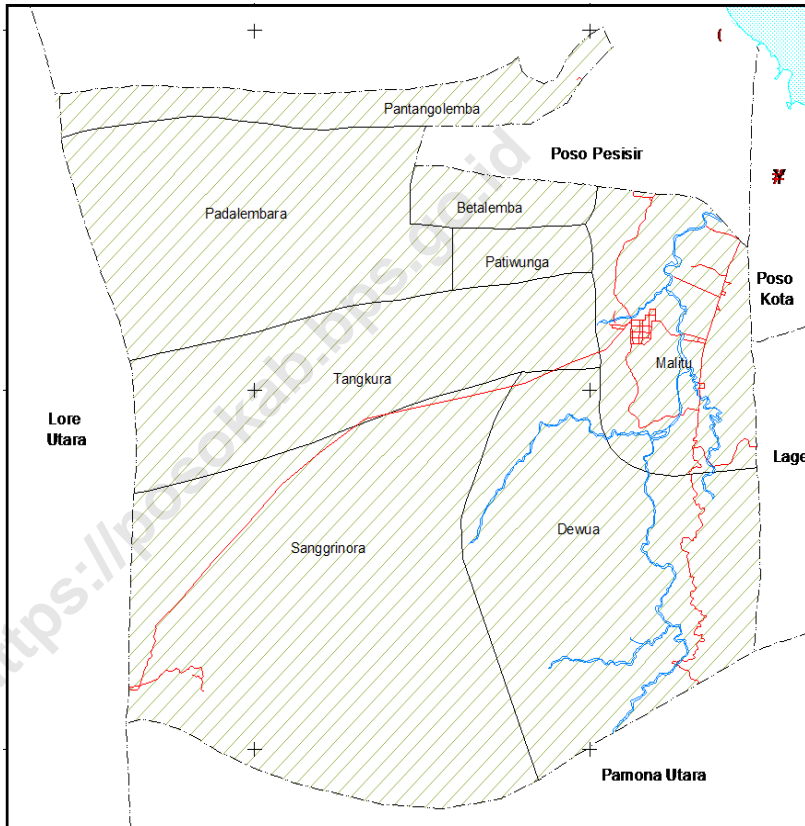 Pantangolemba
Poso Pesisir
Padalembara
Betalemba
Patiwunga
Poso
Kota
Malitu
Tangkura
Lore
Utara
Lage
Dewua
Sanggrinora
Pamona Utara
https://posokab.bps.go.id